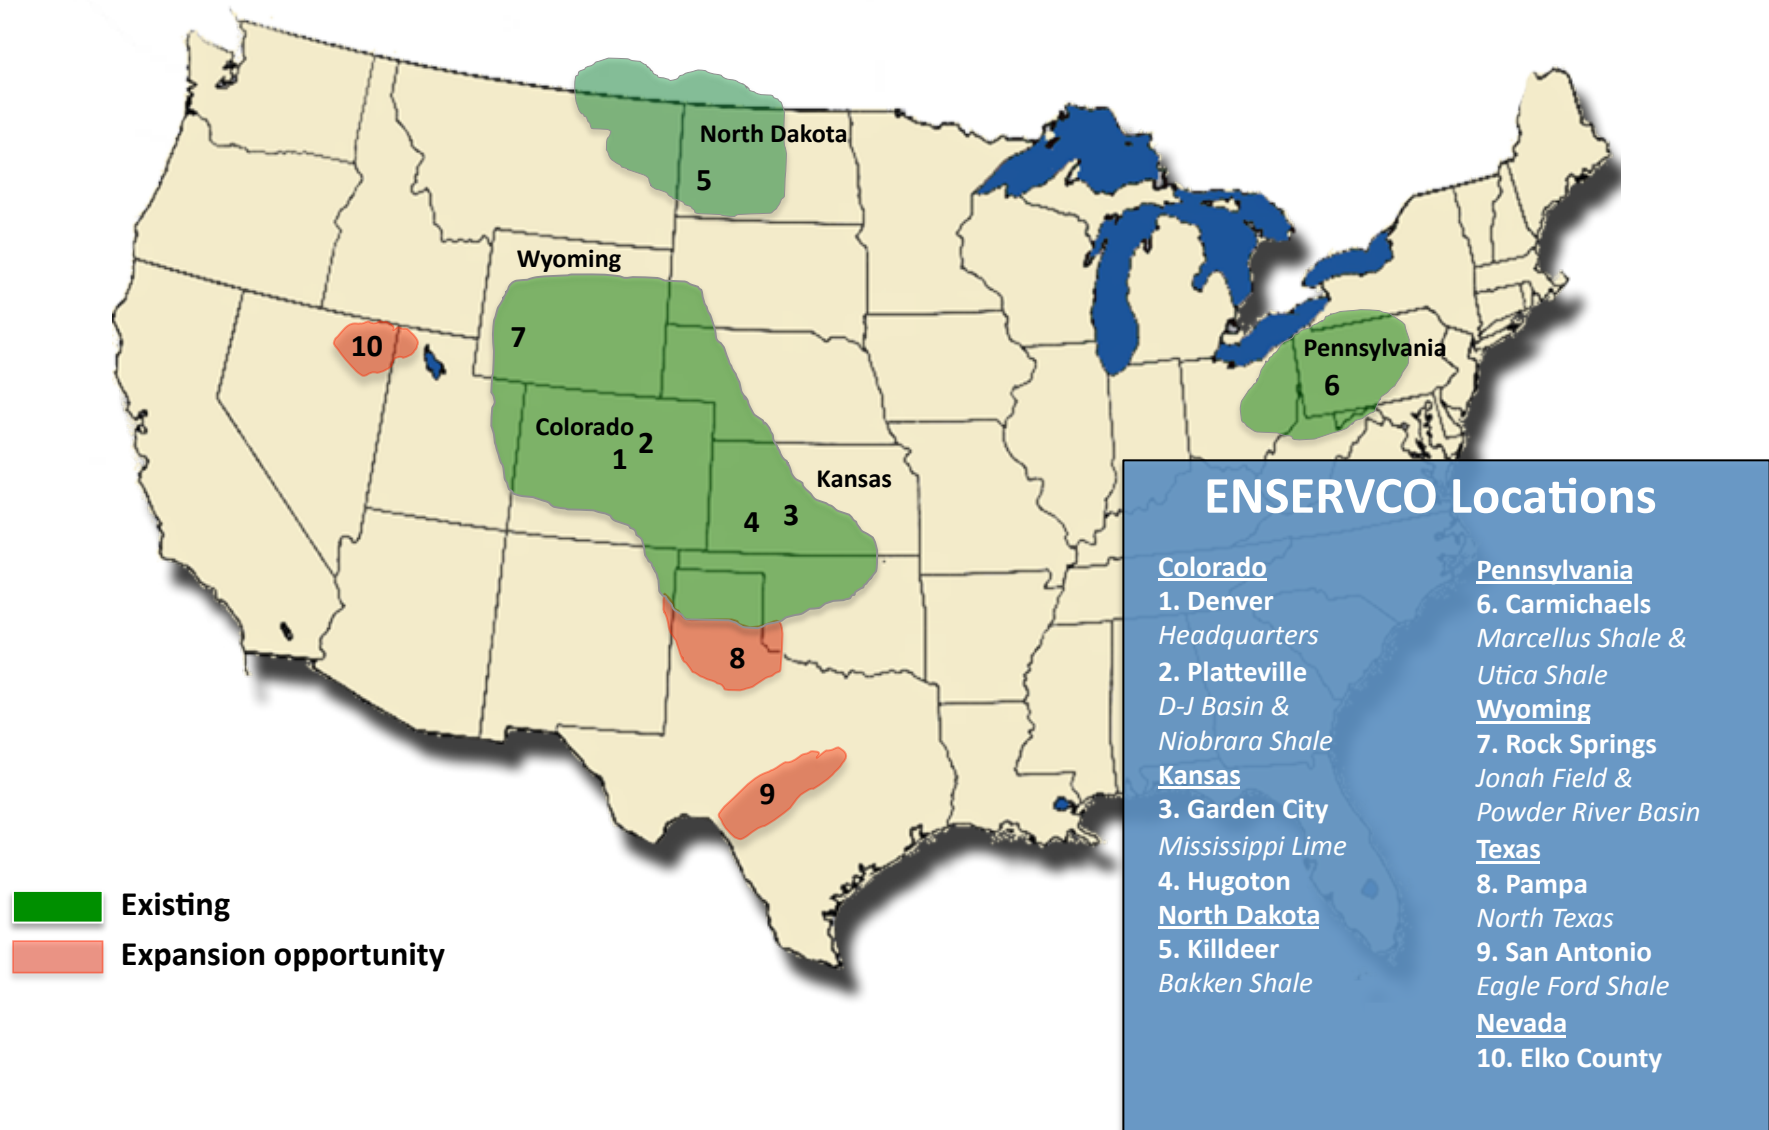 North Dakota
5
Wyoming
7
10
Pennsylvania
6
Colorado
2
1
Kansas
4
3
8
9
Existing
Expansion opportunity
ENSERVCO Locations
Colorado
1. Denver
Headquarters
2. Platteville
D-J Basin &
Niobrara Shale
Kansas
3. Garden City
Mississippi Lime
4. Hugoton
North Dakota
5. Killdeer
Bakken Shale
Pennsylvania
6. Carmichaels
Marcellus Shale &
Utica Shale
Wyoming
7. Rock Springs
Jonah Field &
Powder River Basin
Texas
8. Pampa
North Texas
9. San Antonio
Eagle Ford Shale
Nevada
10. Elko County